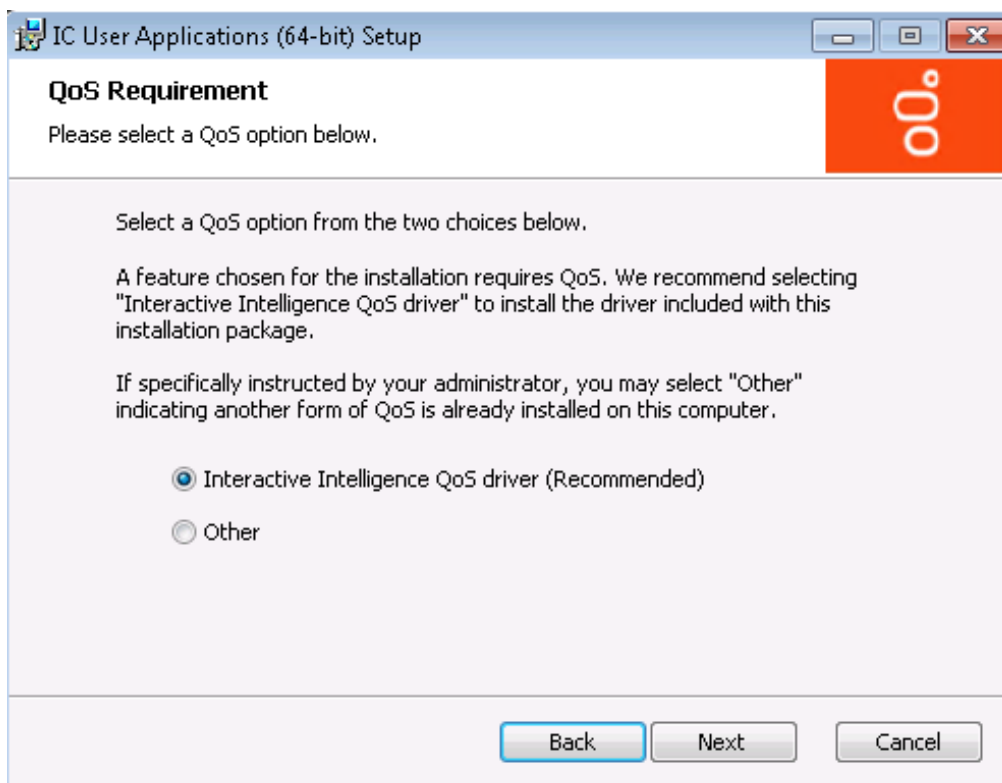 IC User Applications (64-bit) Setup
QoS Requirement
Please select a QoS option below.
Select a QoS option from the two choices below.
A feature chosen for the installation requires QoS. We recommend selecting
"Interactive Intelligence QoS driver" to install the driver included with this
installation package.
If specifically instructed by your administrator, you may select "Other"
indicating another form of QoS is already installed on this computer.
Interactive Intelligence QoS driver (Recommended)
Other
Back Next Cancel